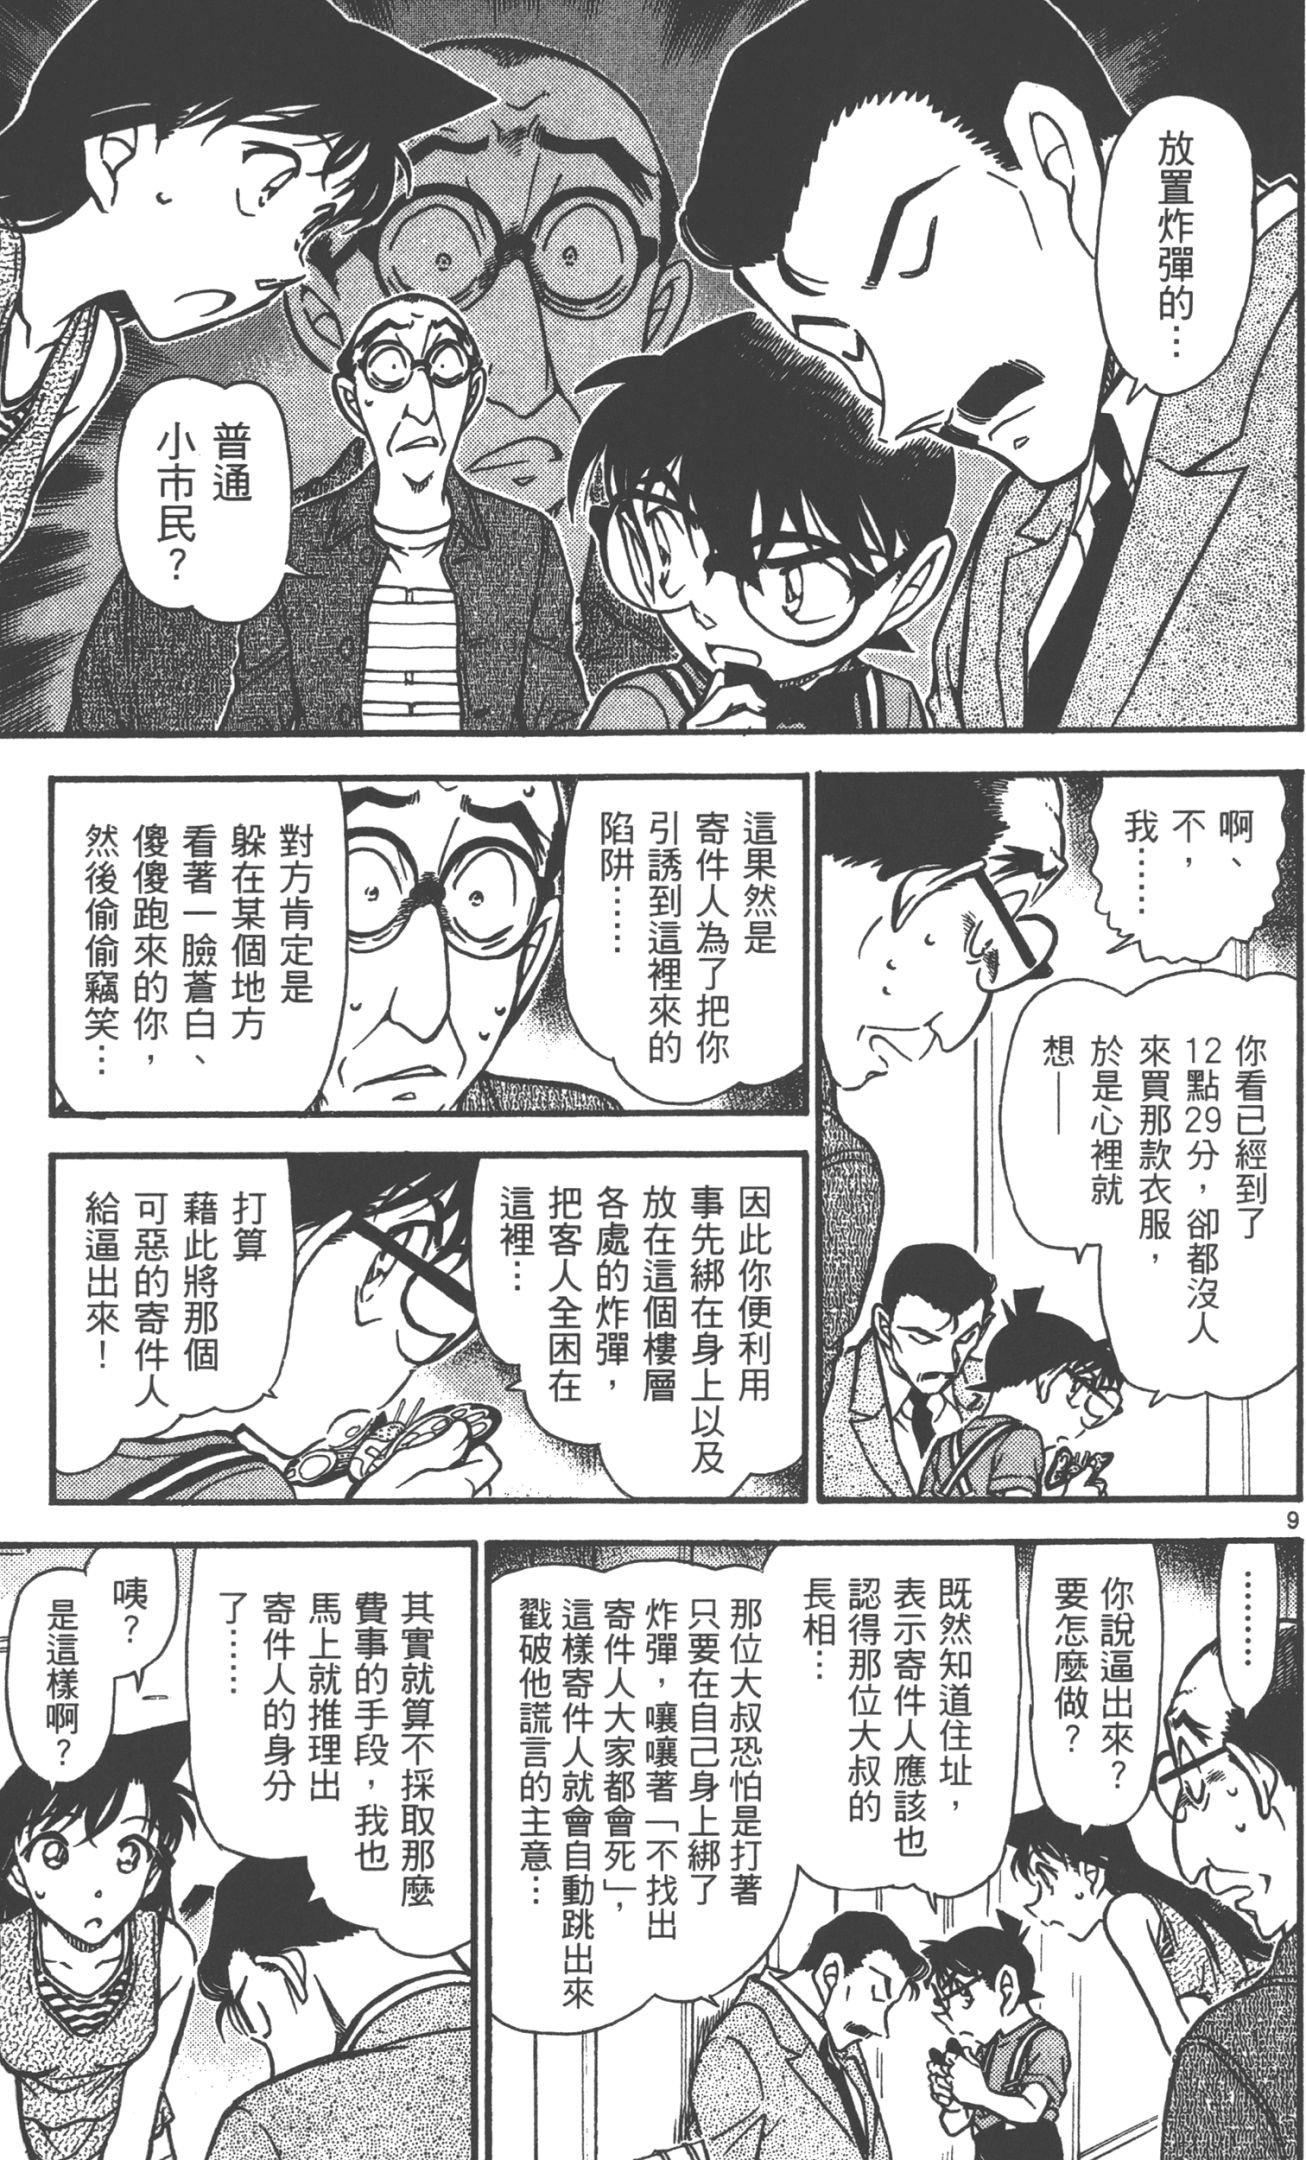 放置炸彈的…
普通
小市民？
啊、
不，
我……
你看已經到了
12點29分，卻都沒人
來買那款衣服，
於是心裡就
想—
這果然是
寄件人為了把你
引誘到這裡來的
陷阱……
對方肯定是
躲在某個地方
看著一臉蒼白、
傻傻跑來的你，
然後偷偷竊笑…
因此你便利用
事先綁在身上以及
放在這個樓層
各處的炸彈，
把客人全困在
這裡…
打算
藉此將那個
可惡的寄件人
給逼出來！
9
………
你說逼出來？
要怎麼做？
既然知道住址，
表示寄件人應該也
認得那位大叔的
長相…
那位大叔恐怕是打著
只要在自己身上綁了
炸彈，嚷嚷著「不找出
寄件人大家都會死」，
這樣寄件人就會自動跳出來
戳破他謊言的主意…
其實就算不採取那麼
費事的手段，我也
馬上就推理出
寄件人的身分
了……
咦？
是這樣啊？